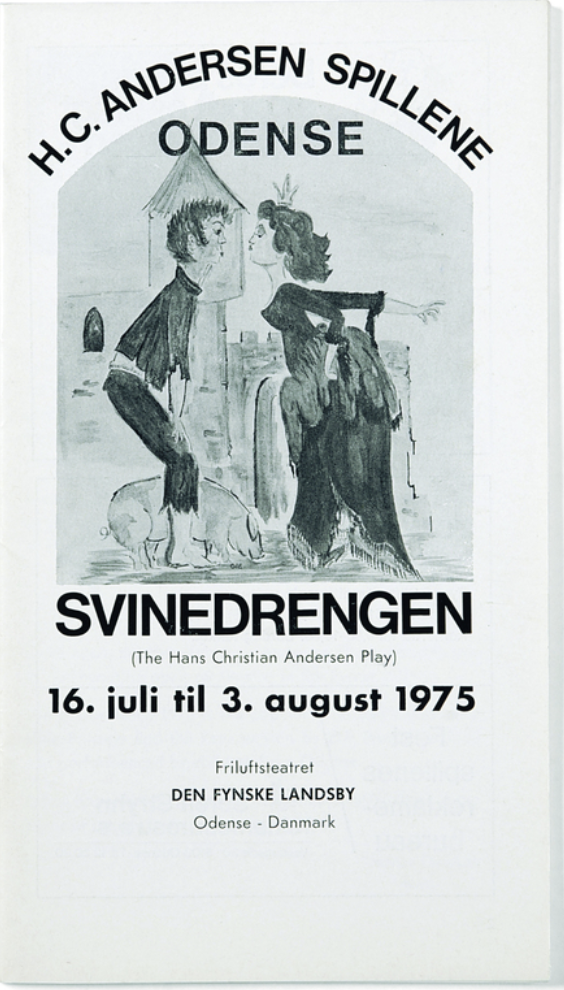 H.C. ANDERSEN SPILLENE
ODENSE
SVINEDRENGEN
(The Hans Christian Andersen Play)
16. juli til 3. august 1975
Friluftsteatret
DEN FYNSKE LANDSBY
Odense - Danmark